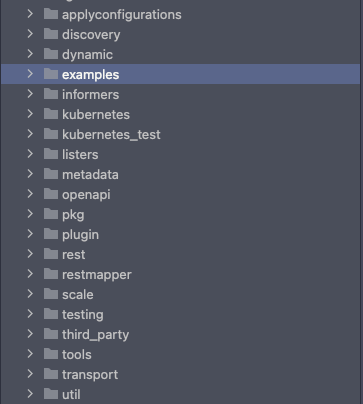 applyconfigurations
discovery
dynamic
examples
informers
kubernetes
kubernetes_test
listers
metadata
openapi
pkg
plugin
rest
restmapper
scale
testing
third_party
tools
transport
util